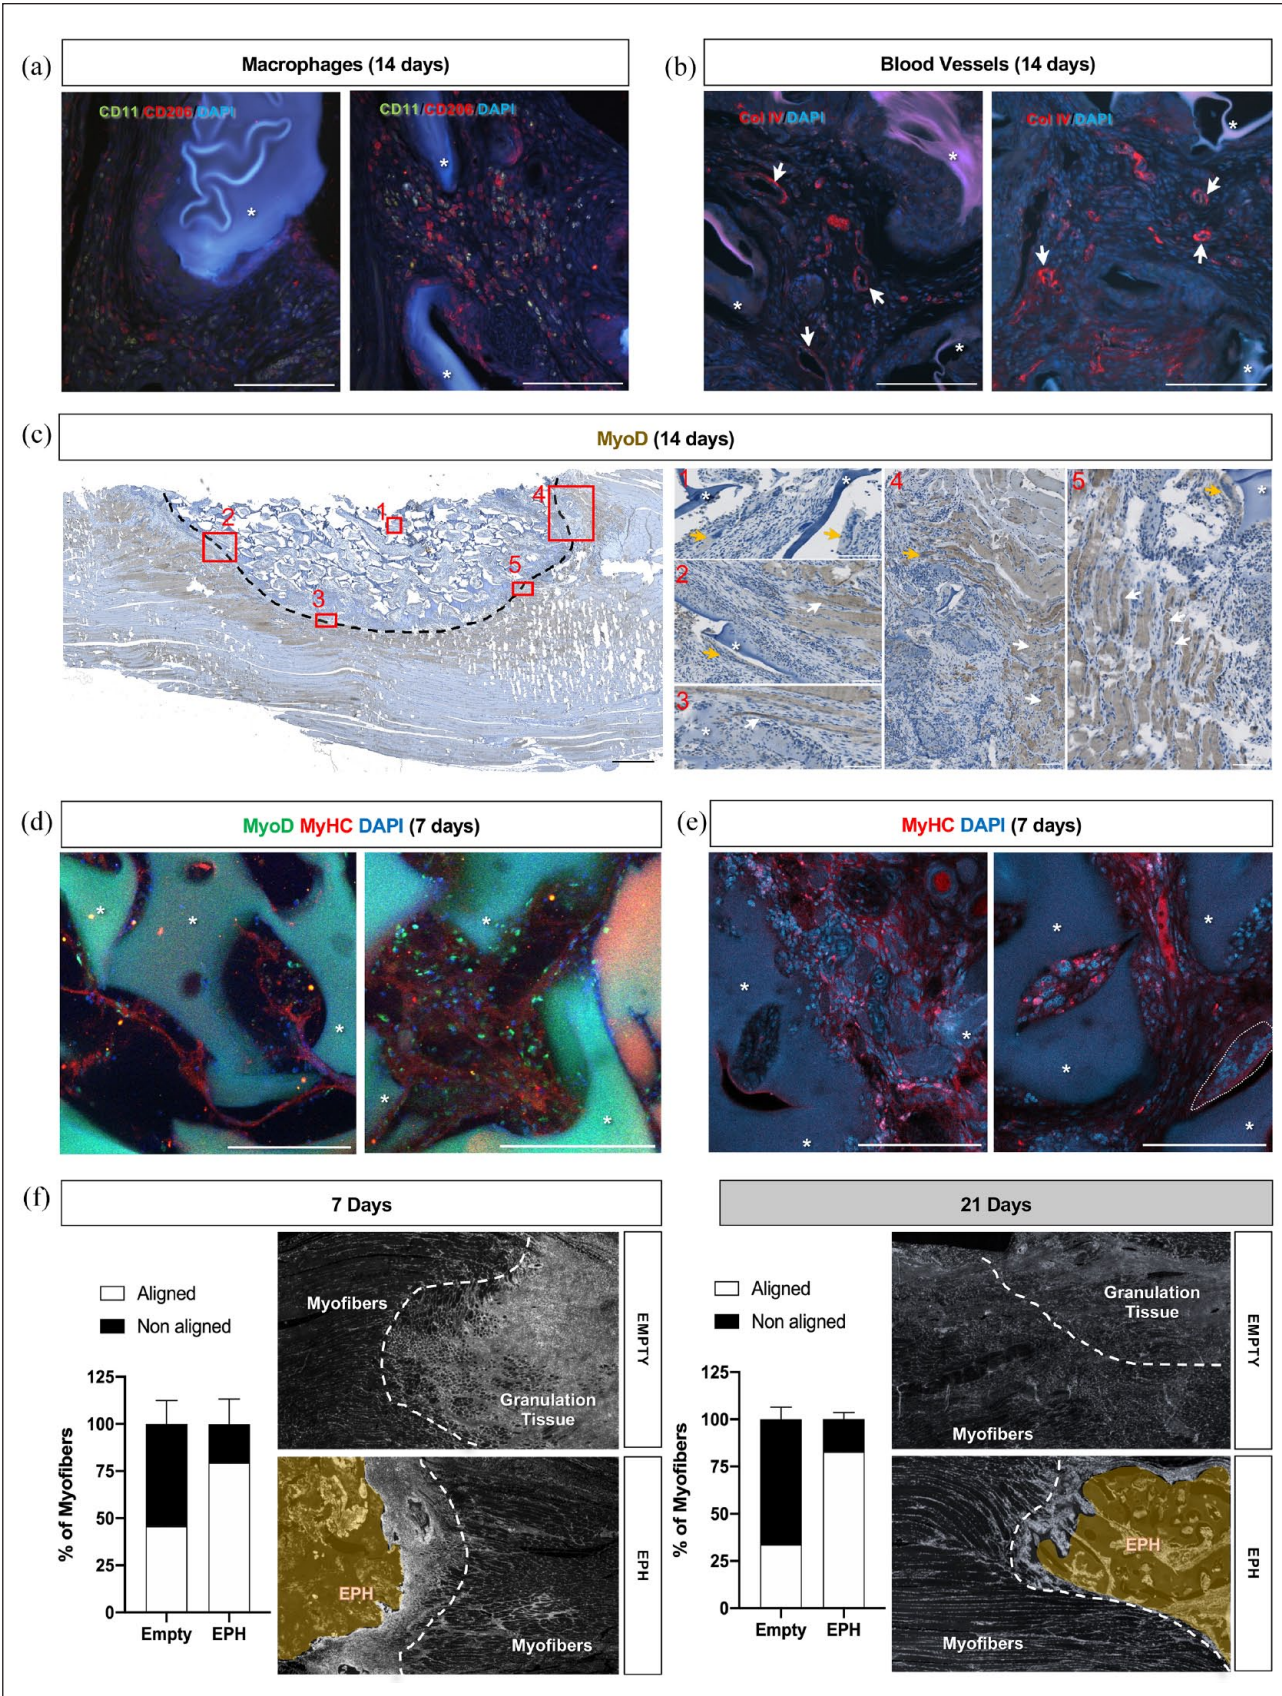 (a)
Macrophages (14 days)
CD11/CD206/DAPI
*
CD11/CD206/DAPI
*
*
(b)
Blood Vessels (14 days)
Col IV/DAPI
*
*
*
Col IV/DAPI
*
*
(c)
MyoD (14 days)
1
2
3
4
5
1
*
*
2
*
3
*
4
5
*
(d)
MyoD MyHC DAPI (7 days)
*
*
*
*
*
*
(e)
MyHC DAPI (7 days)
*
*
*
*
*
*
*
(f)
7 Days
Aligned
Non aligned
% of Myofibers
125
100
75
50
25
0
Empty
EPH
Myofibers
Granulation
Tissue
EMPTY
EPH
Myofibers
EPH
21 Days
Aligned
Non aligned
% of Myofibers
125
100
75
50
25
0
Empty
EPH
Granulation
Tissue
Myofibers
EMPTY
EPH
Myofibers
EPH